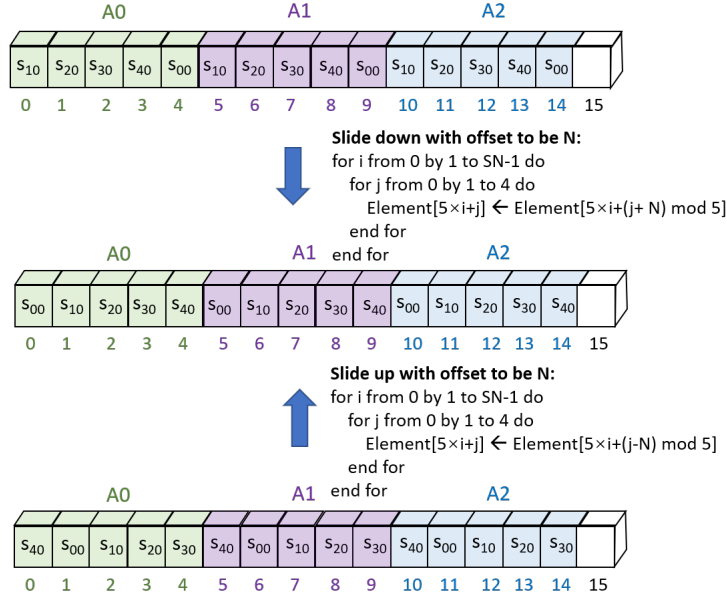 A0 A1 A2
s10 s20 s30 s40 s00 s10 s20 s30 s40 s00 s10 s20 s30 s40 s00
0 1 2 3 4 5 6 7 8 9 10 11 12 13 14 15
Slide down with offset to be N:
for i from 0 by 1 to SN-1 do
for j from 0 by 1 to 4 do
Element[5×i+j] ← Element[5×i+(j+ N) mod 5]
end for
end for
A0 A1 A2
s00 s10 s20 s30 s40 s00 s10 s20 s30 s40 s00 s10 s20 s30 s40
0 1 2 3 4 5 6 7 8 9 10 11 12 13 14 15
Slide up with offset to be N:
for i from 0 by 1 to SN-1 do
for j from 0 by 1 to 4 do
Element[5×i+j] ← Element[5×i+(j-N) mod 5]
end for
end for
A0 A1 A2
s40 s00 s10 s20 s30 s40 s00 s10 s20 s30 s40 s00 s10 s20 s30
0 1 2 3 4 5 6 7 8 9 10 11 12 13 14 15